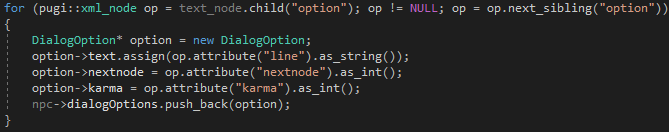 for (pugi::xml_node op = text_node.child("option"); op != NULL; op = op.next_sibling("option"))
{
DialogOption* option = new DialogOption;
option->text.assign(op.attribute("line").as_string());
option->nextnode = op.attribute("nextnode").as_int();
option->karma = op.attribute("karma").as_int();
npc->dialogOptions.push_back(option);
}